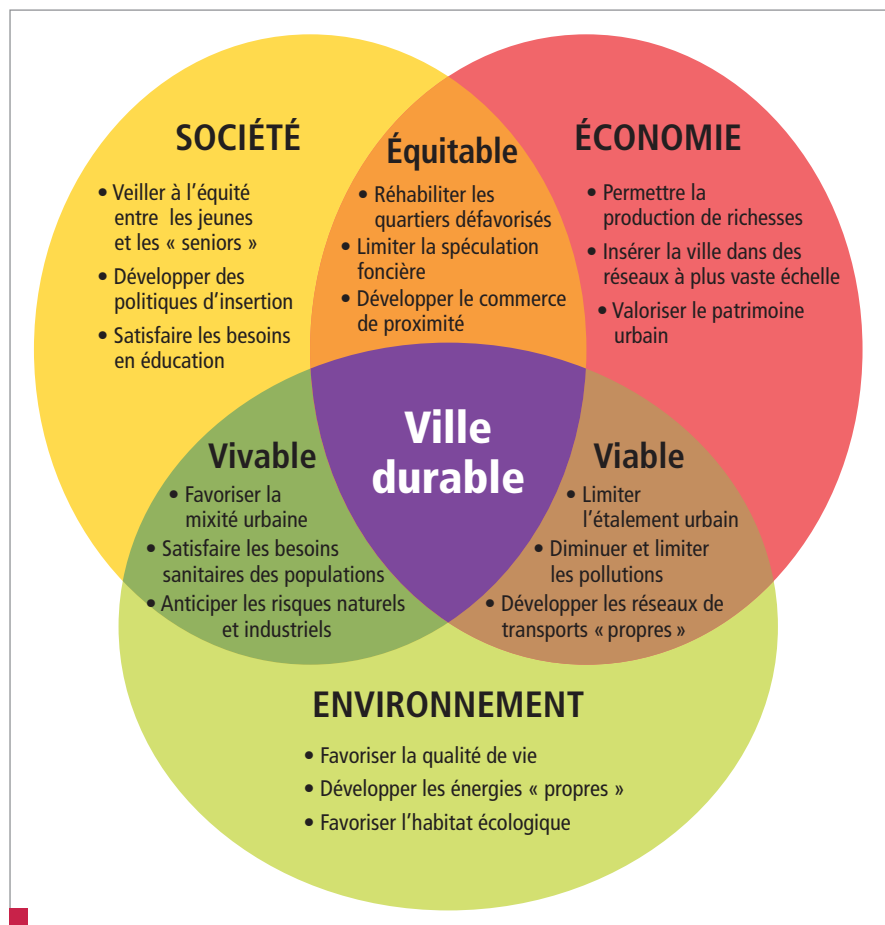 SOCIÉTÉ
• Veiller à l'équité
entre les jeunes
et les « seniors »
• Développer des
politiques d'insertion
• Satisfaire les besoins
en éducation
Équitable
• Réhabiliter les
quartiers défavorisés
• Limiter la spéculation
foncière
• Développer le commerce
de proximité
ÉCONOMIE
• Permettre la
production de richesses
• Insérer la ville dans des
réseaux à plus vaste échelle
• Valoriser le patrimoine
urbain
Vivable
• Favoriser la
mixité urbaine
• Satisfaire les besoins
sanitaires des populations
• Anticiper les risques naturels
et industriels
Ville
durable
Viable
• Limiter
l'étalement urbain
• Diminuer et limiter
les pollutions
• Développer les réseaux de
transports « propres »
ENVIRONNEMENT
• Favoriser la qualité de vie
• Développer les énergies « propres »
• Favoriser l'habitat écologique